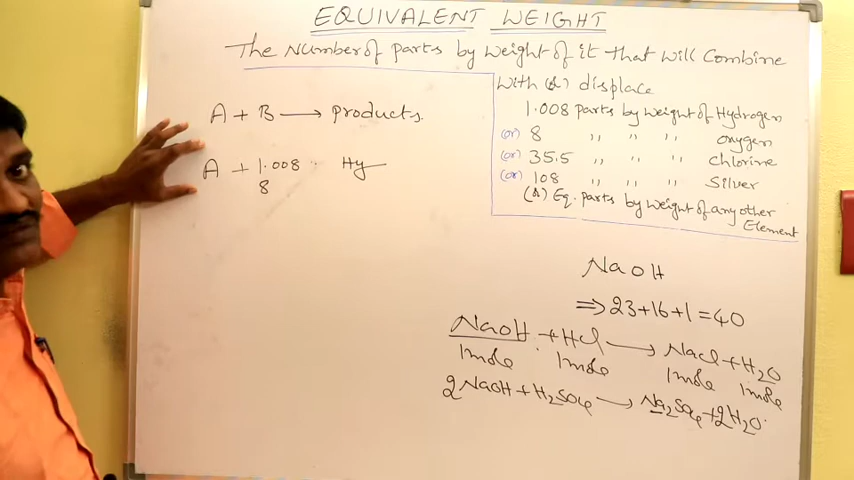 EQUIVALENT WEIGHT
The Number of parts by weight of it that will Combine
with (or) displace
1.008 parts by weight of Hydrogen
(or) 8 " " " oxygen
(or) 35.5 " " " chlorine
(or) 108 " " " Silver
(or) Eq. parts by weight of any other
Element
A + B ⟶ products.
A + 1.008 Hy
8
NaOH
⇒ 23+16+1=40
NaOH + HCl ⟶ NaCl + H2O
1mole 1mole 1mole 1mole
2NaOH + H2SO4 ⟶ Na2SO4 + 2H2O.